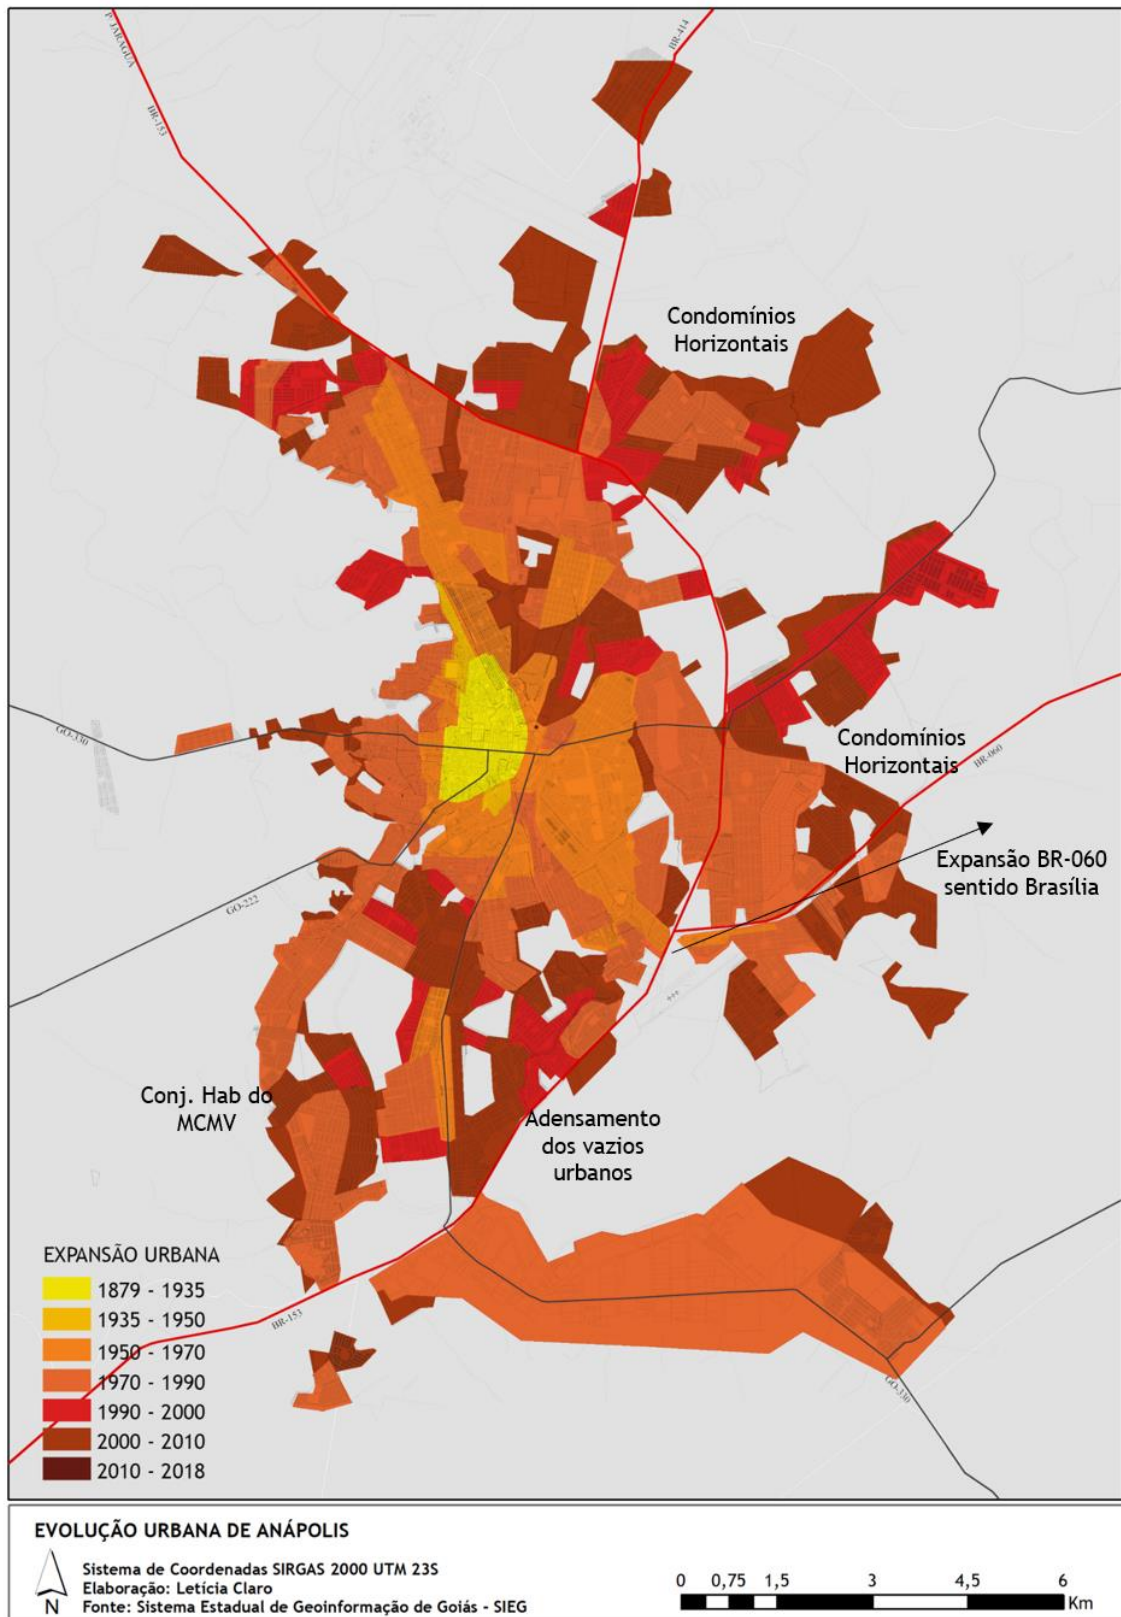 Pº JARAGUA
BR-153
BR-414
Condomínios
Horizontais
GO-330
Condomínios
Horizontais
BR-060
Expansão BR-060
sentido Brasília
GO-222
Conj. Hab do
MCMV
Adensamento
dos vazios
urbanos
BR-153
GO-330
EXPANSÃO URBANA
1879 - 1935
1935 - 1950
1950 - 1970
1970 - 1990
1990 - 2000
2000 - 2010
2010 - 2018
EVOLUÇÃO URBANA DE ANÁPOLIS
Sistema de Coordenadas SIRGAS 2000 UTM 23S
Elaboração: Letícia Claro
N Fonte: Sistema Estadual de Geoinformação de Goiás - SIEG
0 0,75 1,5 3 4,5 6
Km